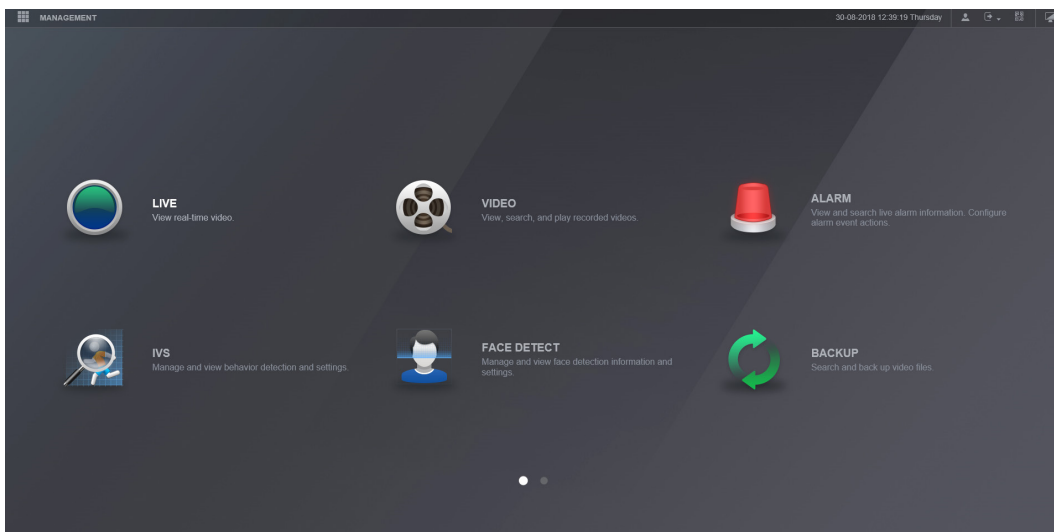 MANAGEMENT
30-08-2018 12:39:19 Thursday
LIVE
View real-time video.
VIDEO
View, search, and play recorded videos.
ALARM
View and search live alarm information. Configure
alarm event actions.
IVS
Manage and view behavior detection and settings.
FACE DETECT
Manage and view face detection information and
settings.
BACKUP
Search and back up video files.